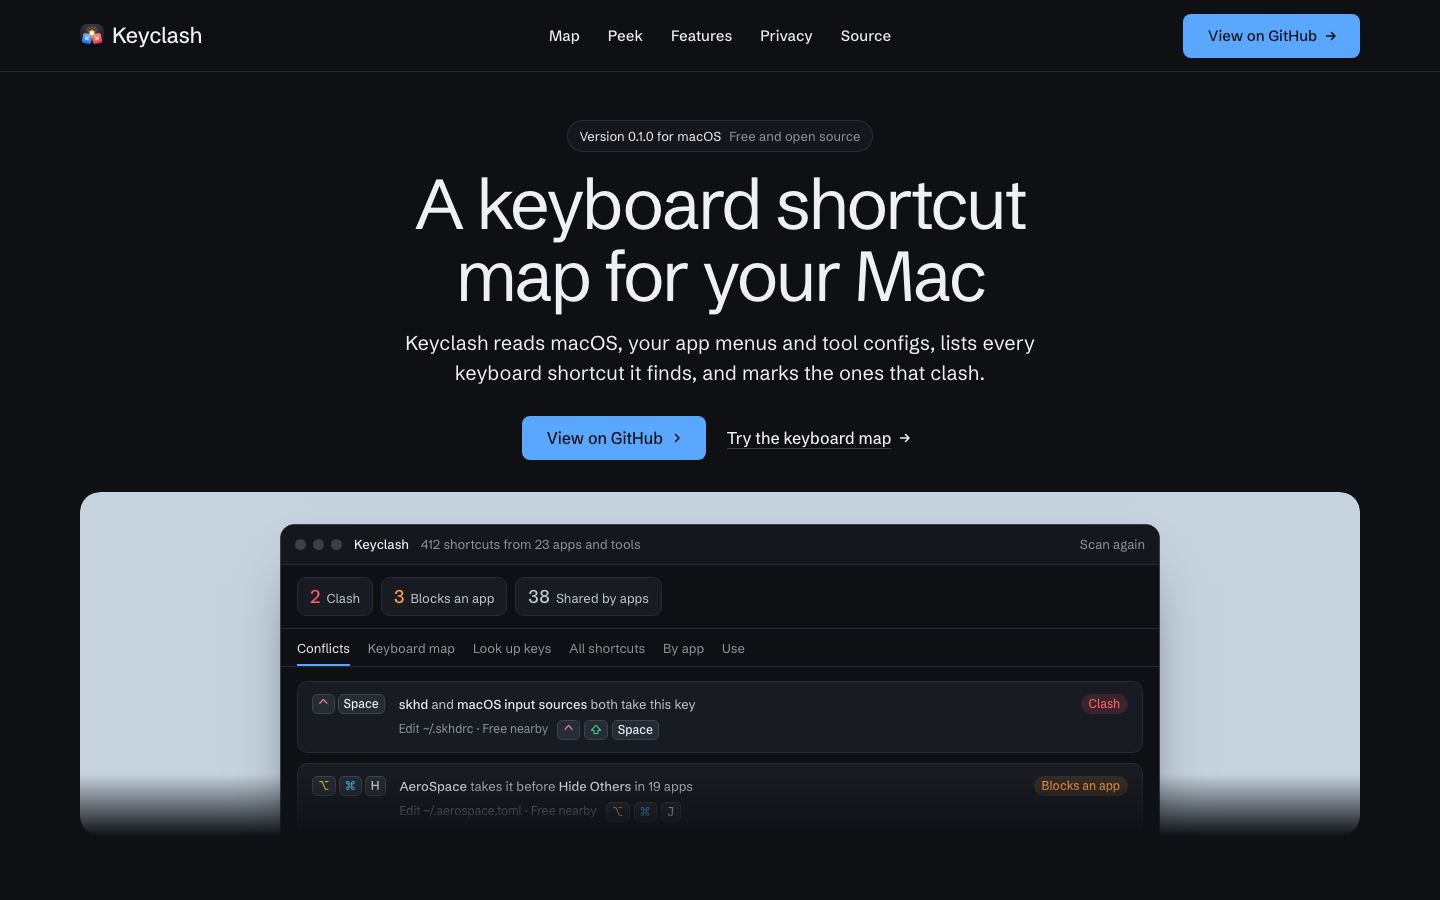 Keyclash
Map Peek Features Privacy Source
View on GitHub →
Version 0.1.0 for macOS Free and open source
A keyboard shortcut
map for your Mac
Keyclash reads macOS, your app menus and tool configs, lists every
keyboard shortcut it finds, and marks the ones that clash.
View on GitHub ›
Try the keyboard map →
Keyclash 412 shortcuts from 23 apps and tools Scan again
2 Clash 3 Blocks an app 38 Shared by apps
Conflicts Keyboard map Look up keys All shortcuts By app Use
⌃ Space skhd and macOS input sources both take this key Clash
Edit ~/.skhdrc · Free nearby ⌃ ⇧ Space
⌥ ⌘ H AeroSpace takes it before Hide Others in 19 apps Blocks an app
Edit ~/.aerospace.toml · Free nearby ⌥ ⌘ J